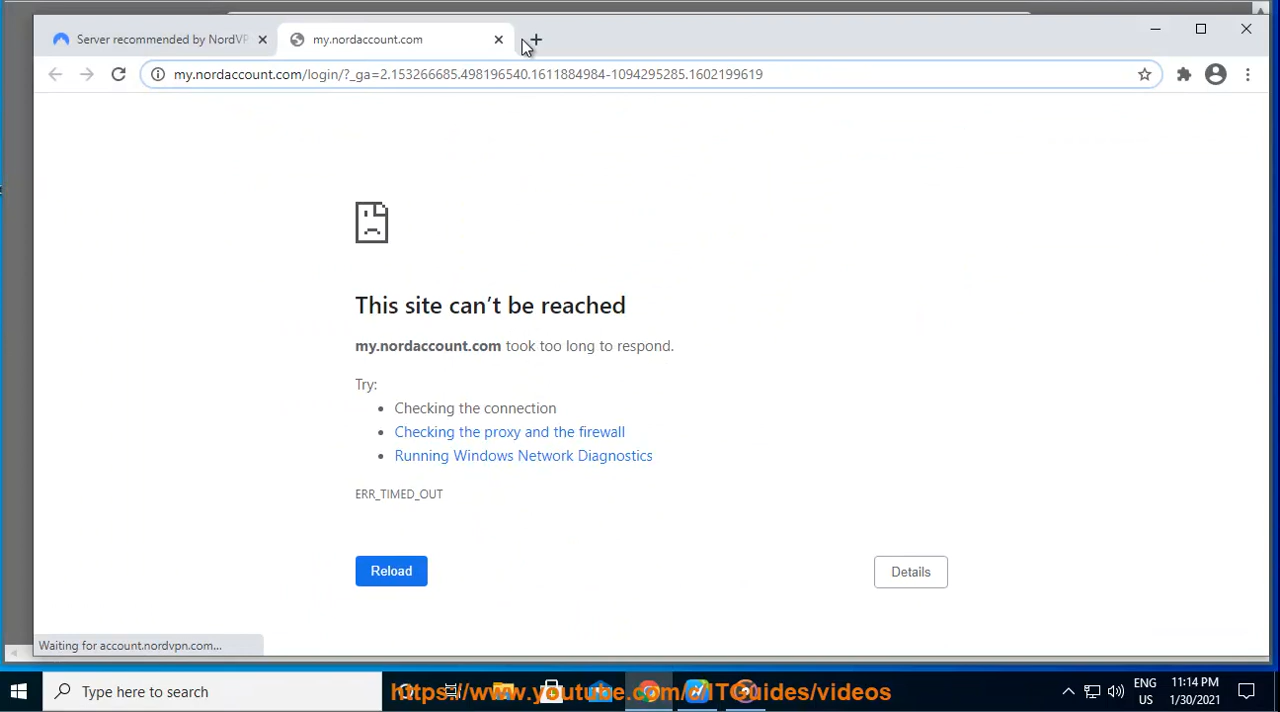 Server recommended by NordVP
my.nordaccount.com
my.nordaccount.com/login/?_ga=2.153266685.498196540.1611884984-1094295285.1602199619
This site can't be reached
my.nordaccount.com took too long to respond.
Try:
• Checking the connection
• Checking the proxy and the firewall
• Running Windows Network Diagnostics
ERR_TIMED_OUT
Reload
Details
Waiting for account.nordvpn.com...
Type here to search
https://www.youtube.com/c/ITGuides/videos
ENG
US
11:14 PM
1/30/2021